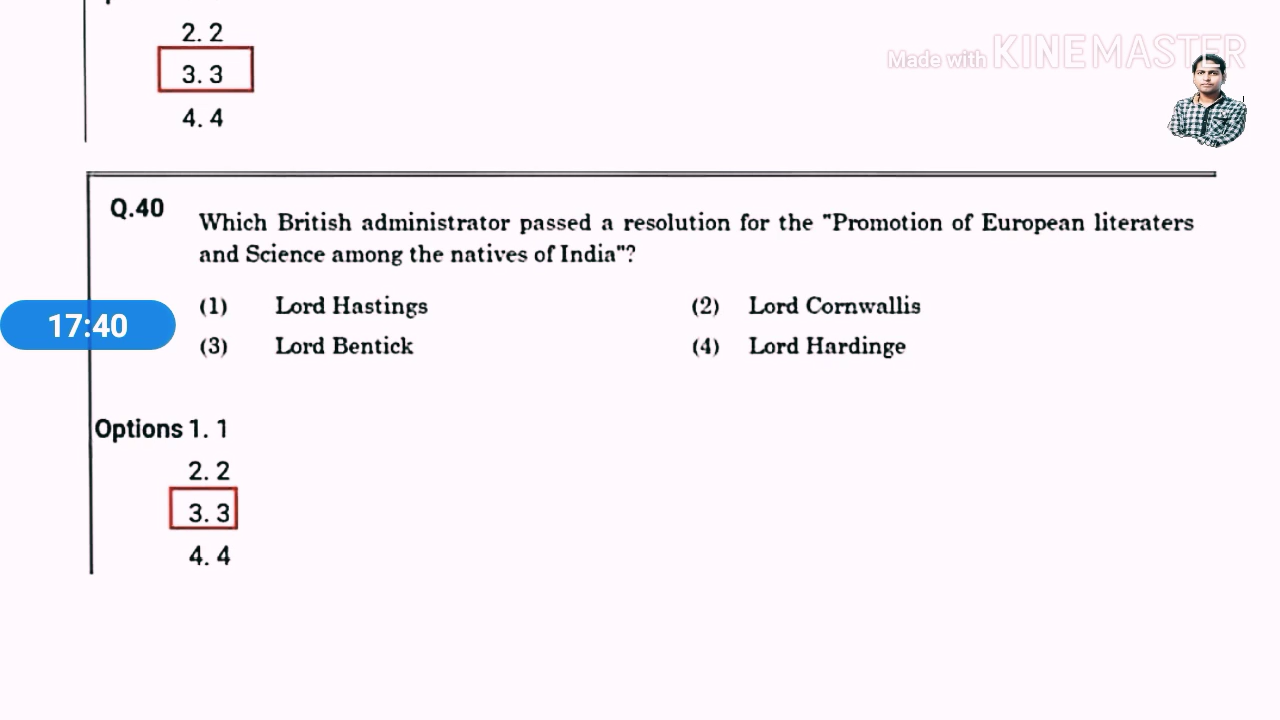 2. 2
3. 3
4. 4
Made with KINEMASTER
Q.40
Which British administrator passed a resolution for the "Promotion of European literaters
and Science among the natives of India"?
(1) Lord Hastings (2) Lord Cornwallis
17:40
(3) Lord Bentick (4) Lord Hardinge
Options 1. 1
2. 2
3. 3
4. 4